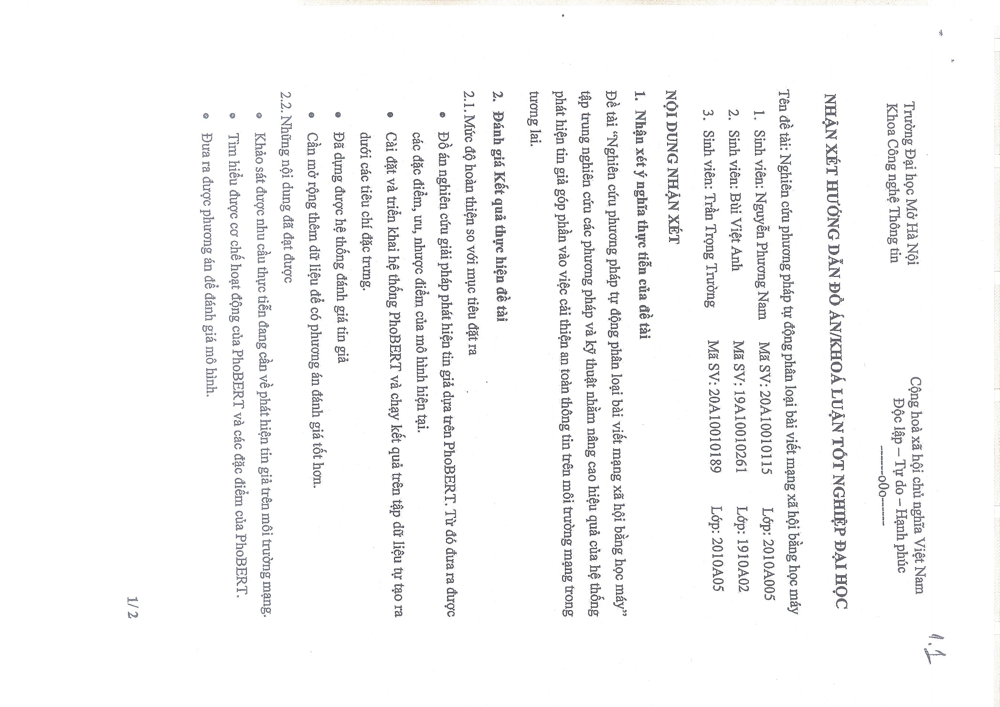 1.1
Trường Đại học Mở Hà Nội
Khoa Công nghệ Thông tin
Cộng hoà xã hội chủ nghĩa Việt Nam
Độc lập – Tự do – Hạnh phúc
------o0o------
NHẬN XÉT HƯỚNG DẪN ĐỒ ÁN/KHOÁ LUẬN TỐT NGHIỆP ĐẠI HỌC
Tên đề tài: Nghiên cứu phương pháp tự động phân loại bài viết mạng xã hội bằng học máy
1. Sinh viên: Nguyễn Phương Nam Mã SV: 20A10010115 Lớp: 2010A005
2. Sinh viên: Bùi Việt Anh Mã SV: 19A10010261 Lớp: 1910A02
3. Sinh viên: Trần Trọng Trường Mã SV: 20A10010189 Lớp: 2010A05
NỘI DUNG NHẬN XÉT
1. Nhận xét ý nghĩa thực tiễn của đề tài
Đề tài “Nghiên cứu phương pháp tự động phân loại bài viết mạng xã hội bằng học máy”
tập trung nghiên cứu các phương pháp và kỹ thuật nhằm nâng cao hiệu quả của hệ thống
phát hiện tin giả góp phần vào việc cải thiện an toàn thông tin trên môi trường mạng trong
tương lai.
2. Đánh giá Kết quả thực hiện đề tài
2.1. Mức độ hoàn thiện so với mục tiêu đặt ra
• Đồ án nghiên cứu giải pháp phát hiện tin giả dựa trên PhoBERT. Từ đó đưa ra được
các đặc điểm, ưu, nhược điểm của mô hình hiện tại.
• Cài đặt và triển khai hệ thống PhoBERT và chạy kết quả trên tập dữ liệu tự tạo ra
dưới các tiêu chí đặc trưng.
• Đã dựng được hệ thống đánh giá tin giả
• Cần mở rộng thêm dữ liệu để có phương án đánh giá tốt hơn.
2.2. Những nội dung đã đạt được
• Khảo sát được nhu cầu thực tiễn đang cần về phát hiện tin giả trên môi trường mạng.
• Tìm hiểu được cơ chế hoạt động của PhoBERT và các đặc điểm của PhoBERT.
• Đưa ra được phương án để đánh giá mô hình.
1/2